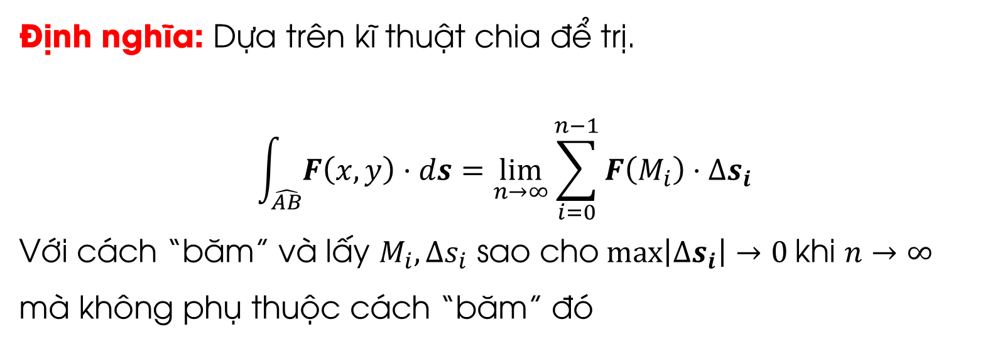 Định nghĩa: Dựa trên kĩ thuật chia để trị.
$$\int_{\widehat{AB}} \boldsymbol{F}(x, y) \cdot d\boldsymbol{s} = \lim_{n \to \infty} \sum_{i=0}^{n-1} \boldsymbol{F}(M_i) \cdot \Delta \boldsymbol{s_i}$$
Với cách “băm” và lấy $M_i, \Delta s_i$ sao cho $\max|\Delta \boldsymbol{s_i}| \to 0$ khi $n \to \infty$
mà không phụ thuộc cách “băm” đó